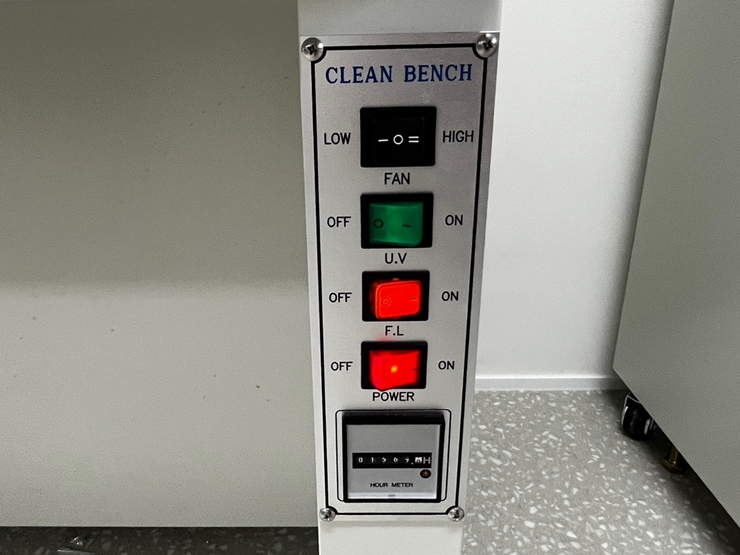 CLEAN BENCH
LOW HIGH
FAN
OFF ON
U.V
OFF ON
F.L
OFF ON
POWER
HOUR METER